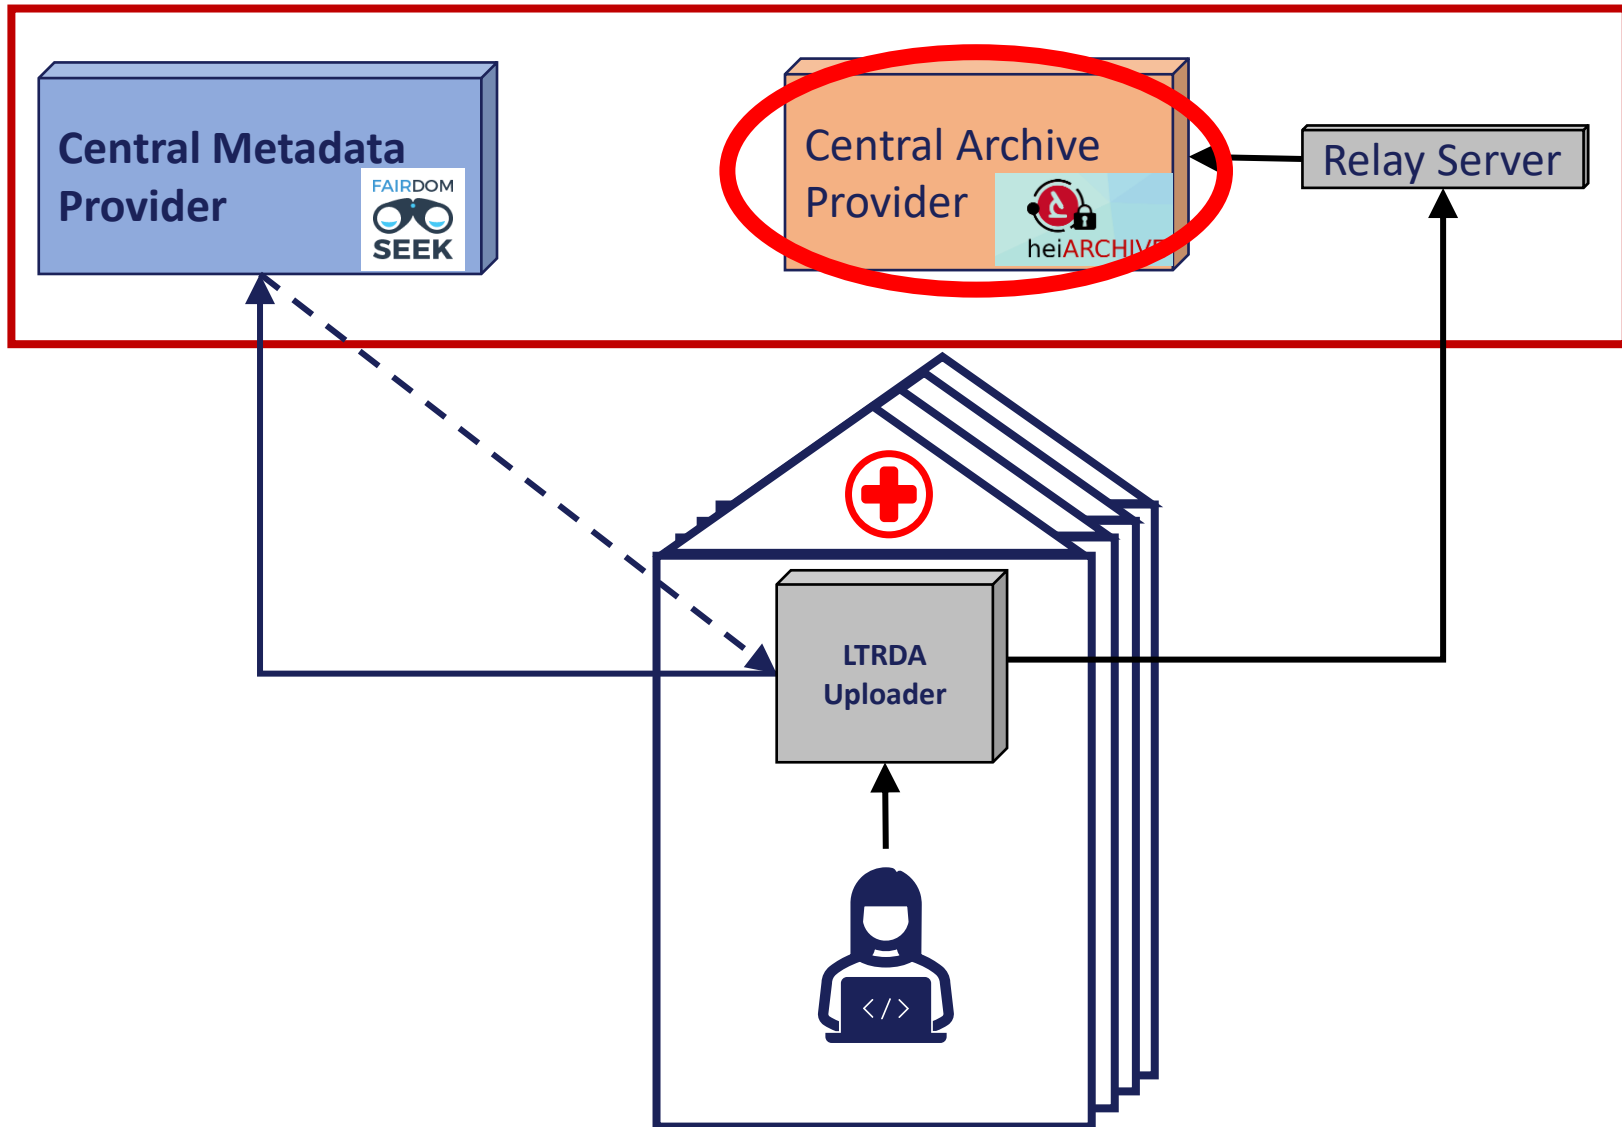 Central Metadata
Provider
FAIRDOM
SEEK
Central Archive
Provider
heiARCHIVE
Relay Server
LTRDA
Uploader
</>